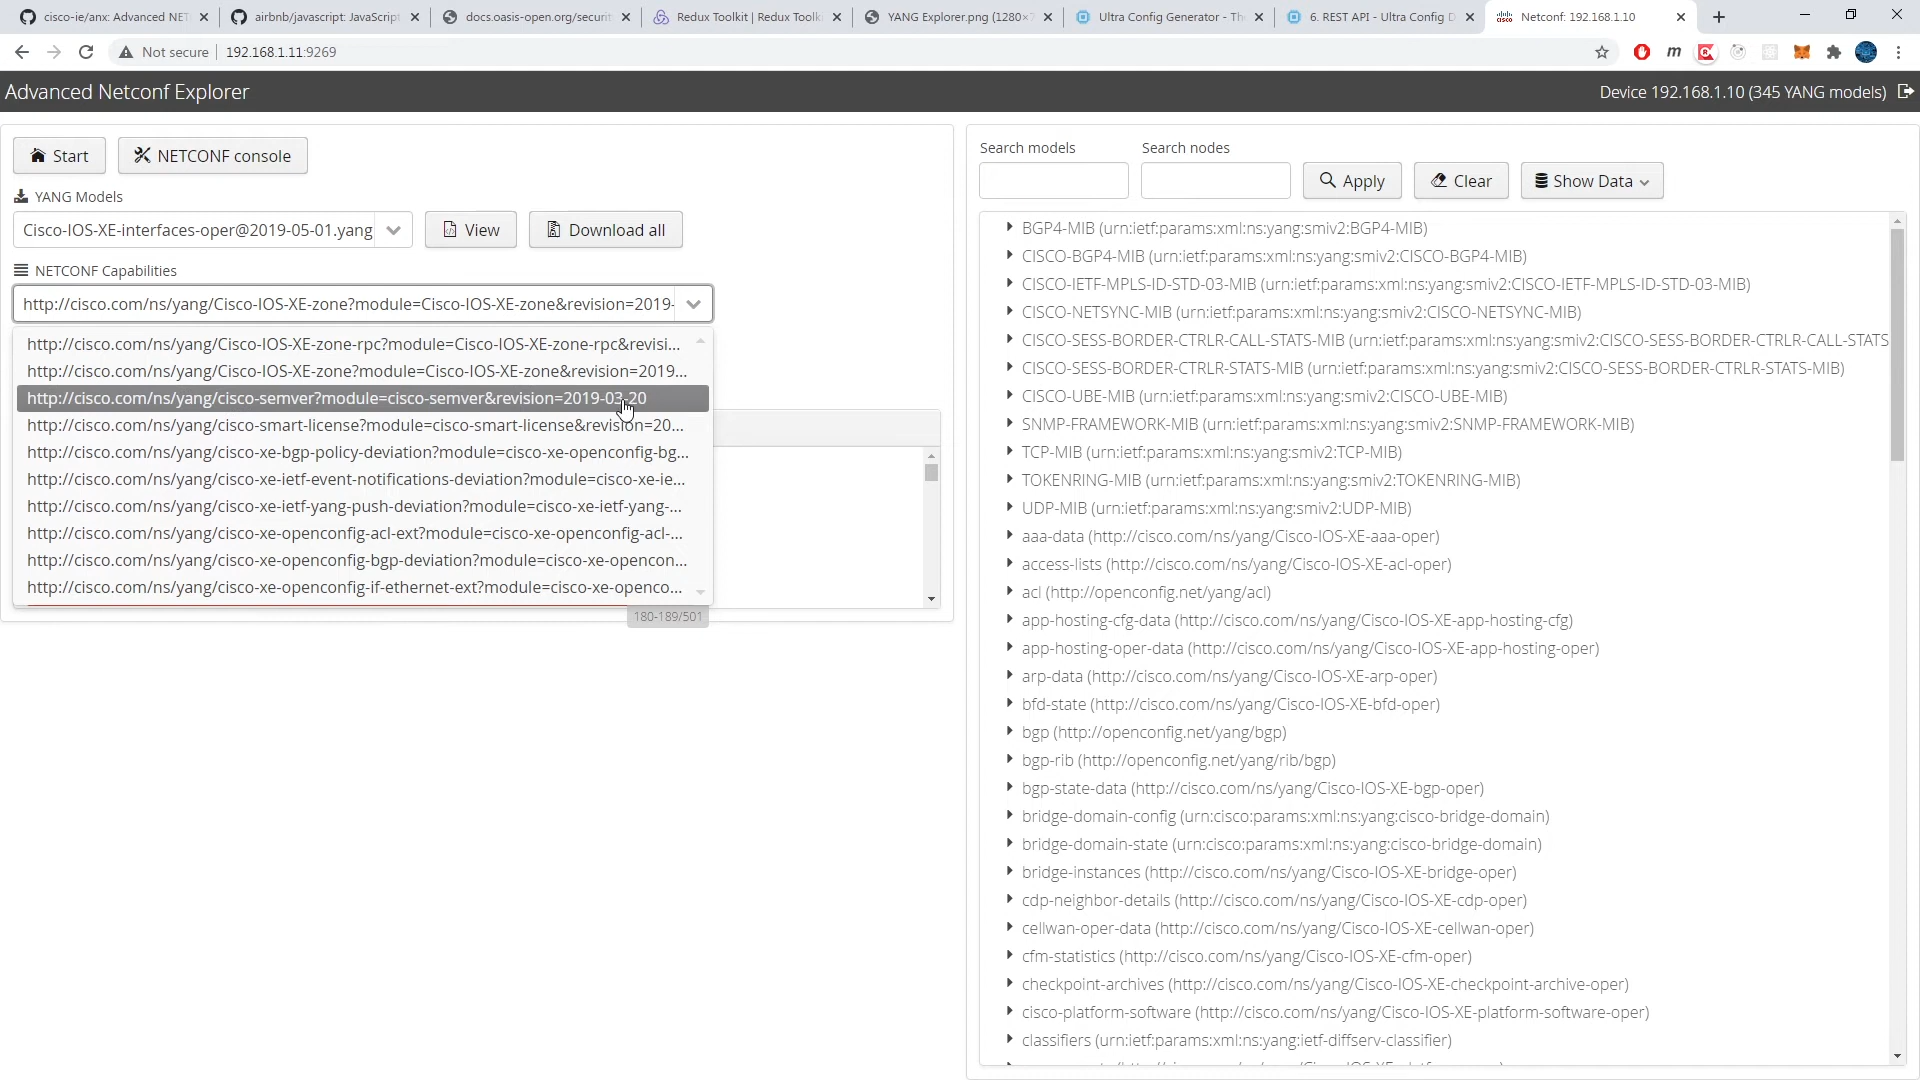 cisco-ie/anx: Advanced NET
airbnb/javascript: JavaScript
docs.oasis-open.org/securit
Redux Toolkit | Redux Toolk
YANG Explorer.png (1280×7
Ultra Config Generator - The
6. REST API - Ultra Config D
Netconf: 192.168.1.10
Not secure
192.168.1.11:9269
Advanced Netconf Explorer
Device 192.168.1.10 (345 YANG models)
Start
NETCONF console
YANG Models
Cisco-IOS-XE-interfaces-oper@2019-05-01.yang
View
Download all
NETCONF Capabilities
http://cisco.com/ns/yang/Cisco-IOS-XE-zone?module=Cisco-IOS-XE-zone&revision=2019-
http://cisco.com/ns/yang/Cisco-IOS-XE-zone-rpc?module=Cisco-IOS-XE-zone-rpc&revisi...
http://cisco.com/ns/yang/Cisco-IOS-XE-zone?module=Cisco-IOS-XE-zone&revision=2019...
http://cisco.com/ns/yang/cisco-semver?module=cisco-semver&revision=2019-03-20
http://cisco.com/ns/yang/cisco-smart-license?module=cisco-smart-license&revision=20...
http://cisco.com/ns/yang/cisco-xe-bgp-policy-deviation?module=cisco-xe-openconfig-bg...
http://cisco.com/ns/yang/cisco-xe-ietf-event-notifications-deviation?module=cisco-xe-ie...
http://cisco.com/ns/yang/cisco-xe-ietf-yang-push-deviation?module=cisco-xe-ietf-yang-...
http://cisco.com/ns/yang/cisco-xe-openconfig-acl-ext?module=cisco-xe-openconfig-acl-...
http://cisco.com/ns/yang/cisco-xe-openconfig-bgp-deviation?module=cisco-xe-opencon...
http://cisco.com/ns/yang/cisco-xe-openconfig-if-ethernet-ext?module=cisco-xe-openco...
180-189/501
Search models
Search nodes
Apply
Clear
Show Data
BGP4-MIB (urn:ietf:params:xml:ns:yang:smiv2:BGP4-MIB)
CISCO-BGP4-MIB (urn:ietf:params:xml:ns:yang:smiv2:CISCO-BGP4-MIB)
CISCO-IETF-MPLS-ID-STD-03-MIB (urn:ietf:params:xml:ns:yang:smiv2:CISCO-IETF-MPLS-ID-STD-03-MIB)
CISCO-NETSYNC-MIB (urn:ietf:params:xml:ns:yang:smiv2:CISCO-NETSYNC-MIB)
CISCO-SESS-BORDER-CTRLR-CALL-STATS-MIB (urn:ietf:params:xml:ns:yang:smiv2:CISCO-SESS-BORDER-CTRLR-CALL-STATS
CISCO-SESS-BORDER-CTRLR-STATS-MIB (urn:ietf:params:xml:ns:yang:smiv2:CISCO-SESS-BORDER-CTRLR-STATS-MIB)
CISCO-UBE-MIB (urn:ietf:params:xml:ns:yang:smiv2:CISCO-UBE-MIB)
SNMP-FRAMEWORK-MIB (urn:ietf:params:xml:ns:yang:smiv2:SNMP-FRAMEWORK-MIB)
TCP-MIB (urn:ietf:params:xml:ns:yang:smiv2:TCP-MIB)
TOKENRING-MIB (urn:ietf:params:xml:ns:yang:smiv2:TOKENRING-MIB)
UDP-MIB (urn:ietf:params:xml:ns:yang:smiv2:UDP-MIB)
aaa-data (http://cisco.com/ns/yang/Cisco-IOS-XE-aaa-oper)
access-lists (http://cisco.com/ns/yang/Cisco-IOS-XE-acl-oper)
acl (http://openconfig.net/yang/acl)
app-hosting-cfg-data (http://cisco.com/ns/yang/Cisco-IOS-XE-app-hosting-cfg)
app-hosting-oper-data (http://cisco.com/ns/yang/Cisco-IOS-XE-app-hosting-oper)
arp-data (http://cisco.com/ns/yang/Cisco-IOS-XE-arp-oper)
bfd-state (http://cisco.com/ns/yang/Cisco-IOS-XE-bfd-oper)
bgp (http://openconfig.net/yang/bgp)
bgp-rib (http://openconfig.net/yang/rib/bgp)
bgp-state-data (http://cisco.com/ns/yang/Cisco-IOS-XE-bgp-oper)
bridge-domain-config (urn:cisco:params:xml:ns:yang:cisco-bridge-domain)
bridge-domain-state (urn:cisco:params:xml:ns:yang:cisco-bridge-domain)
bridge-instances (http://cisco.com/ns/yang/Cisco-IOS-XE-bridge-oper)
cdp-neighbor-details (http://cisco.com/ns/yang/Cisco-IOS-XE-cdp-oper)
cellwan-oper-data (http://cisco.com/ns/yang/Cisco-IOS-XE-cellwan-oper)
cfm-statistics (http://cisco.com/ns/yang/Cisco-IOS-XE-cfm-oper)
checkpoint-archives (http://cisco.com/ns/yang/Cisco-IOS-XE-checkpoint-archive-oper)
cisco-platform-software (http://cisco.com/ns/yang/Cisco-IOS-XE-platform-software-oper)
classifiers (urn:ietf:params:xml:ns:yang:ietf-diffserv-classifier)